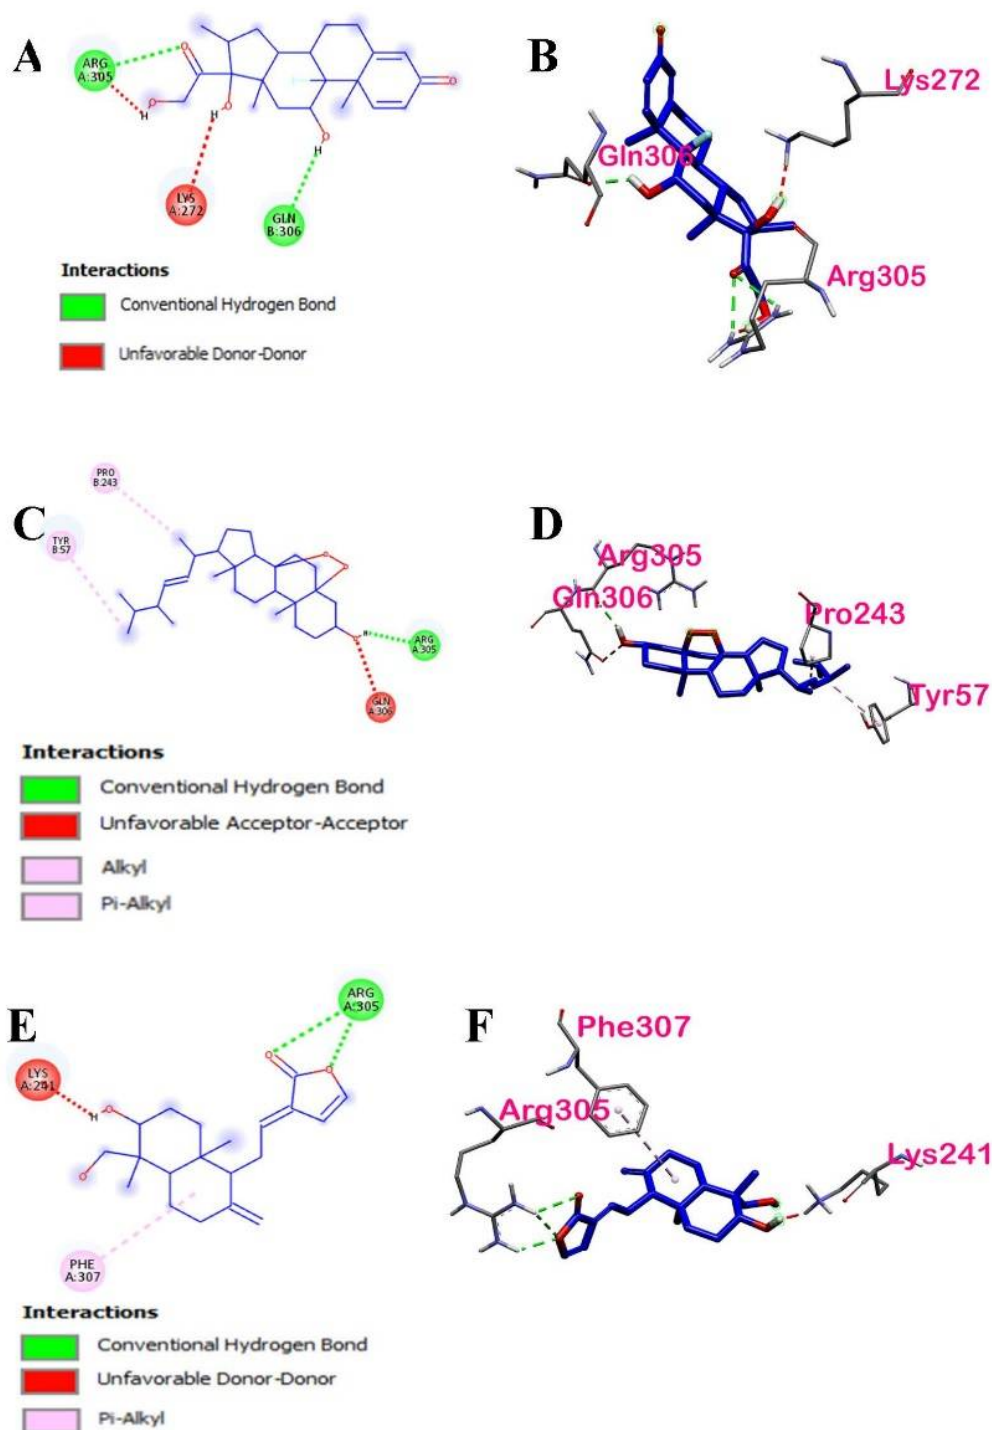 A
ARG
A:305
H
H
H
LYS
A:272
GLN
B:306
Interactions
Conventional Hydrogen Bond
Unfavorable Donor-Donor
B
Lys272
Gln306
Arg305
C
PRO
B:243
TYR
B:57
H
ARG
A:305
GLN
A:306
Interactions
Conventional Hydrogen Bond
Unfavorable Acceptor-Acceptor
Alkyl
Pi-Alkyl
D
Arg305
Gln306
Pro243
Tyr57
E
ARG
A:305
LYS
A:241
H
PHE
A:307
Interactions
Conventional Hydrogen Bond
Unfavorable Donor-Donor
Pi-Alkyl
F
Phe307
Arg305
Lys241